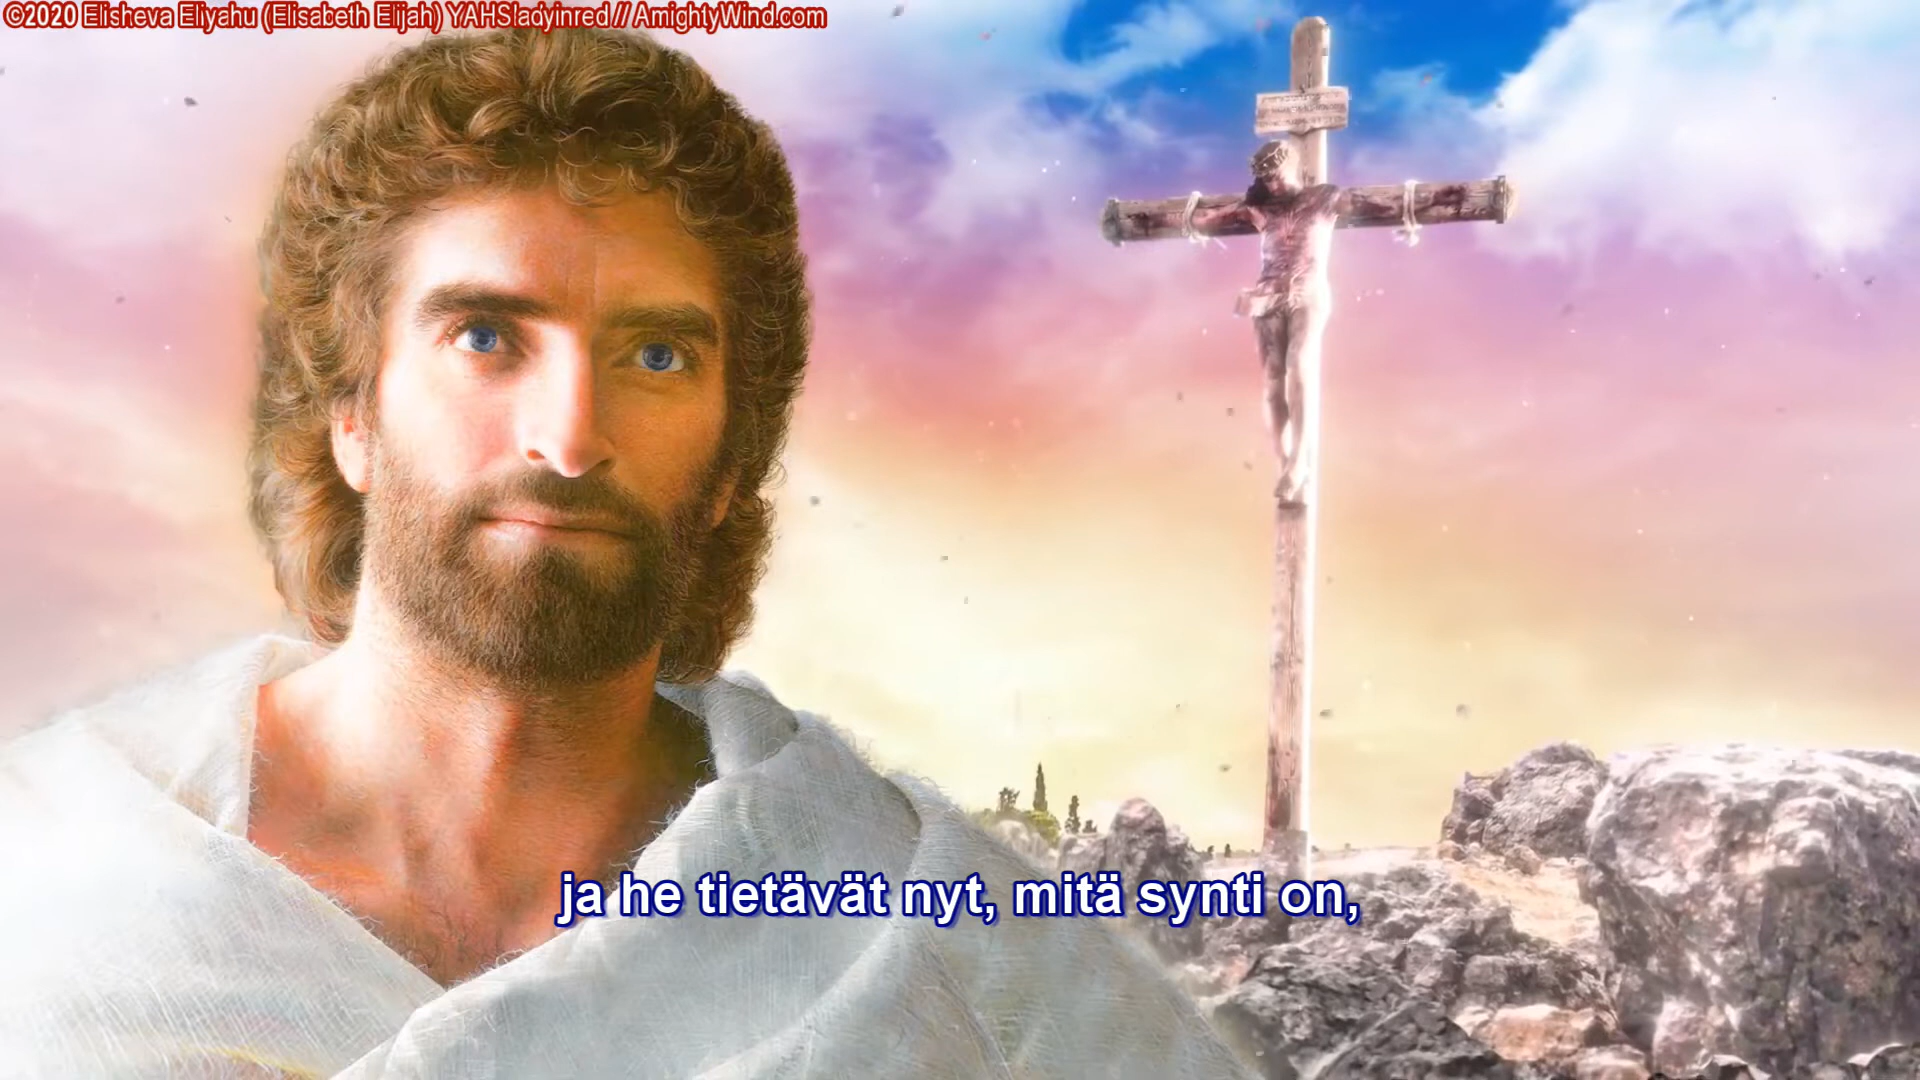 ©2020 Elisheva Eliyahu (Elisabeth Elijah) YAHSladyinred // AmightyWind.com
ja he tietävät nyt, mitä synti on,